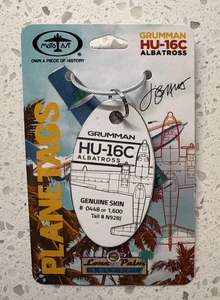 MotoArt
OWN A PIECE OF HISTORY
GRUMMAN
HU-16C
ALBATROSS
PLANETAGS
GRUMMAN
HU-16C
ALBATROSS
GENUINE SKIN
# 0448 OF 1,600
Tail # N928J